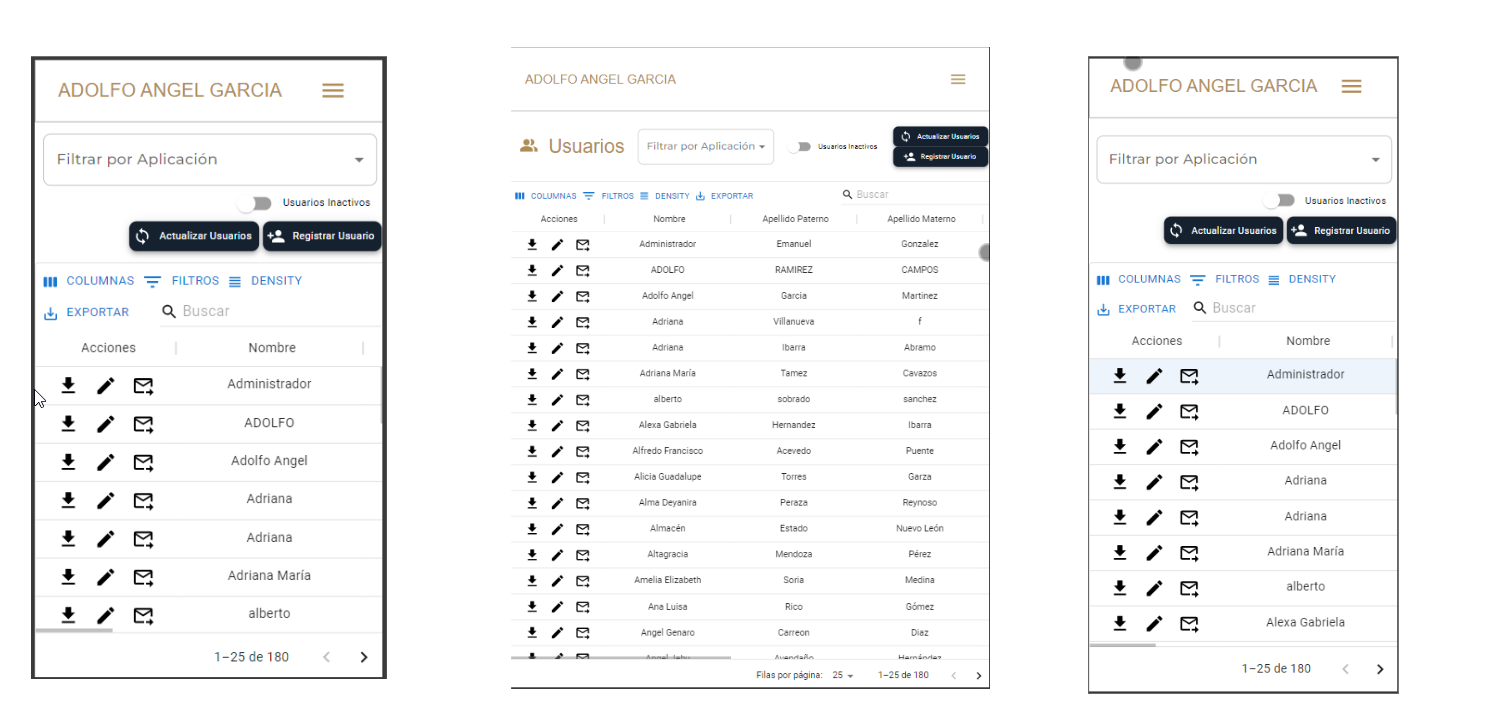 ADOLFO ANGEL GARCIA
Filtrar por Aplicación
Usuarios Inactivos
Actualizar Usuarios Registrar Usuario
COLUMNAS FILTROS DENSITY
EXPORTAR Buscar
Acciones Nombre
Administrador
ADOLFO
Adolfo Angel
Adriana
Adriana
Adriana María
alberto
1–25 de 180
ADOLFO ANGEL GARCIA
Usuarios Filtrar por Aplicación Usuarios Inactivos Actualizar Usuarios
Registrar Usuario
COLUMNAS FILTROS DENSITY EXPORTAR Buscar
Acciones Nombre Apellido Paterno Apellido Materno
Administrador Emanuel Gonzalez
ADOLFO RAMIREZ CAMPOS
Adolfo Angel Garcia Martinez
Adriana Villanueva f
Adriana Ibarra Abramo
Adriana María Tamez Cavazos
alberto sobrado sanchez
Alexa Gabriela Hernandez Ibarra
Alfredo Francisco Acevedo Puente
Alicia Guadalupe Torres Garza
Alma Deyanira Peraza Reynoso
Almacén Estado Nuevo León
Altagracia Mendoza Pérez
Amelia Elizabeth Soria Medina
Ana Luisa Rico Gómez
Angel Genaro Carreon Diaz
Avendaño Hernández
Filas por página: 25 1–25 de 180
ADOLFO ANGEL GARCIA
Filtrar por Aplicación
Usuarios Inactivos
Actualizar Usuarios Registrar Usuario
COLUMNAS FILTROS DENSITY
EXPORTAR Buscar
Acciones Nombre
Administrador
ADOLFO
Adolfo Angel
Adriana
Adriana
Adriana María
alberto
Alexa Gabriela
1–25 de 180